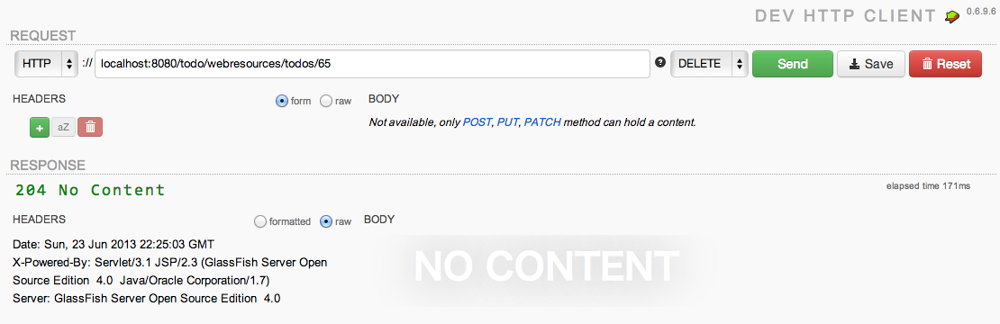 DEV HTTP CLIENT 0.6.9.6
REQUEST
HTTP :// localhost:8080/todo/webresources/todos/65 ? DELETE Send Save Reset
HEADERS form raw BODY
+ aZ Not available, only POST, PUT, PATCH method can hold a content.
RESPONSE
204 No Content elapsed time 171ms
HEADERS formatted raw BODY
Date: Sun, 23 Jun 2013 22:25:03 GMT
X-Powered-By: Servlet/3.1 JSP/2.3 (GlassFish Server Open
Source Edition 4.0 Java/Oracle Corporation/1.7)
Server: GlassFish Server Open Source Edition 4.0
NO CONTENT